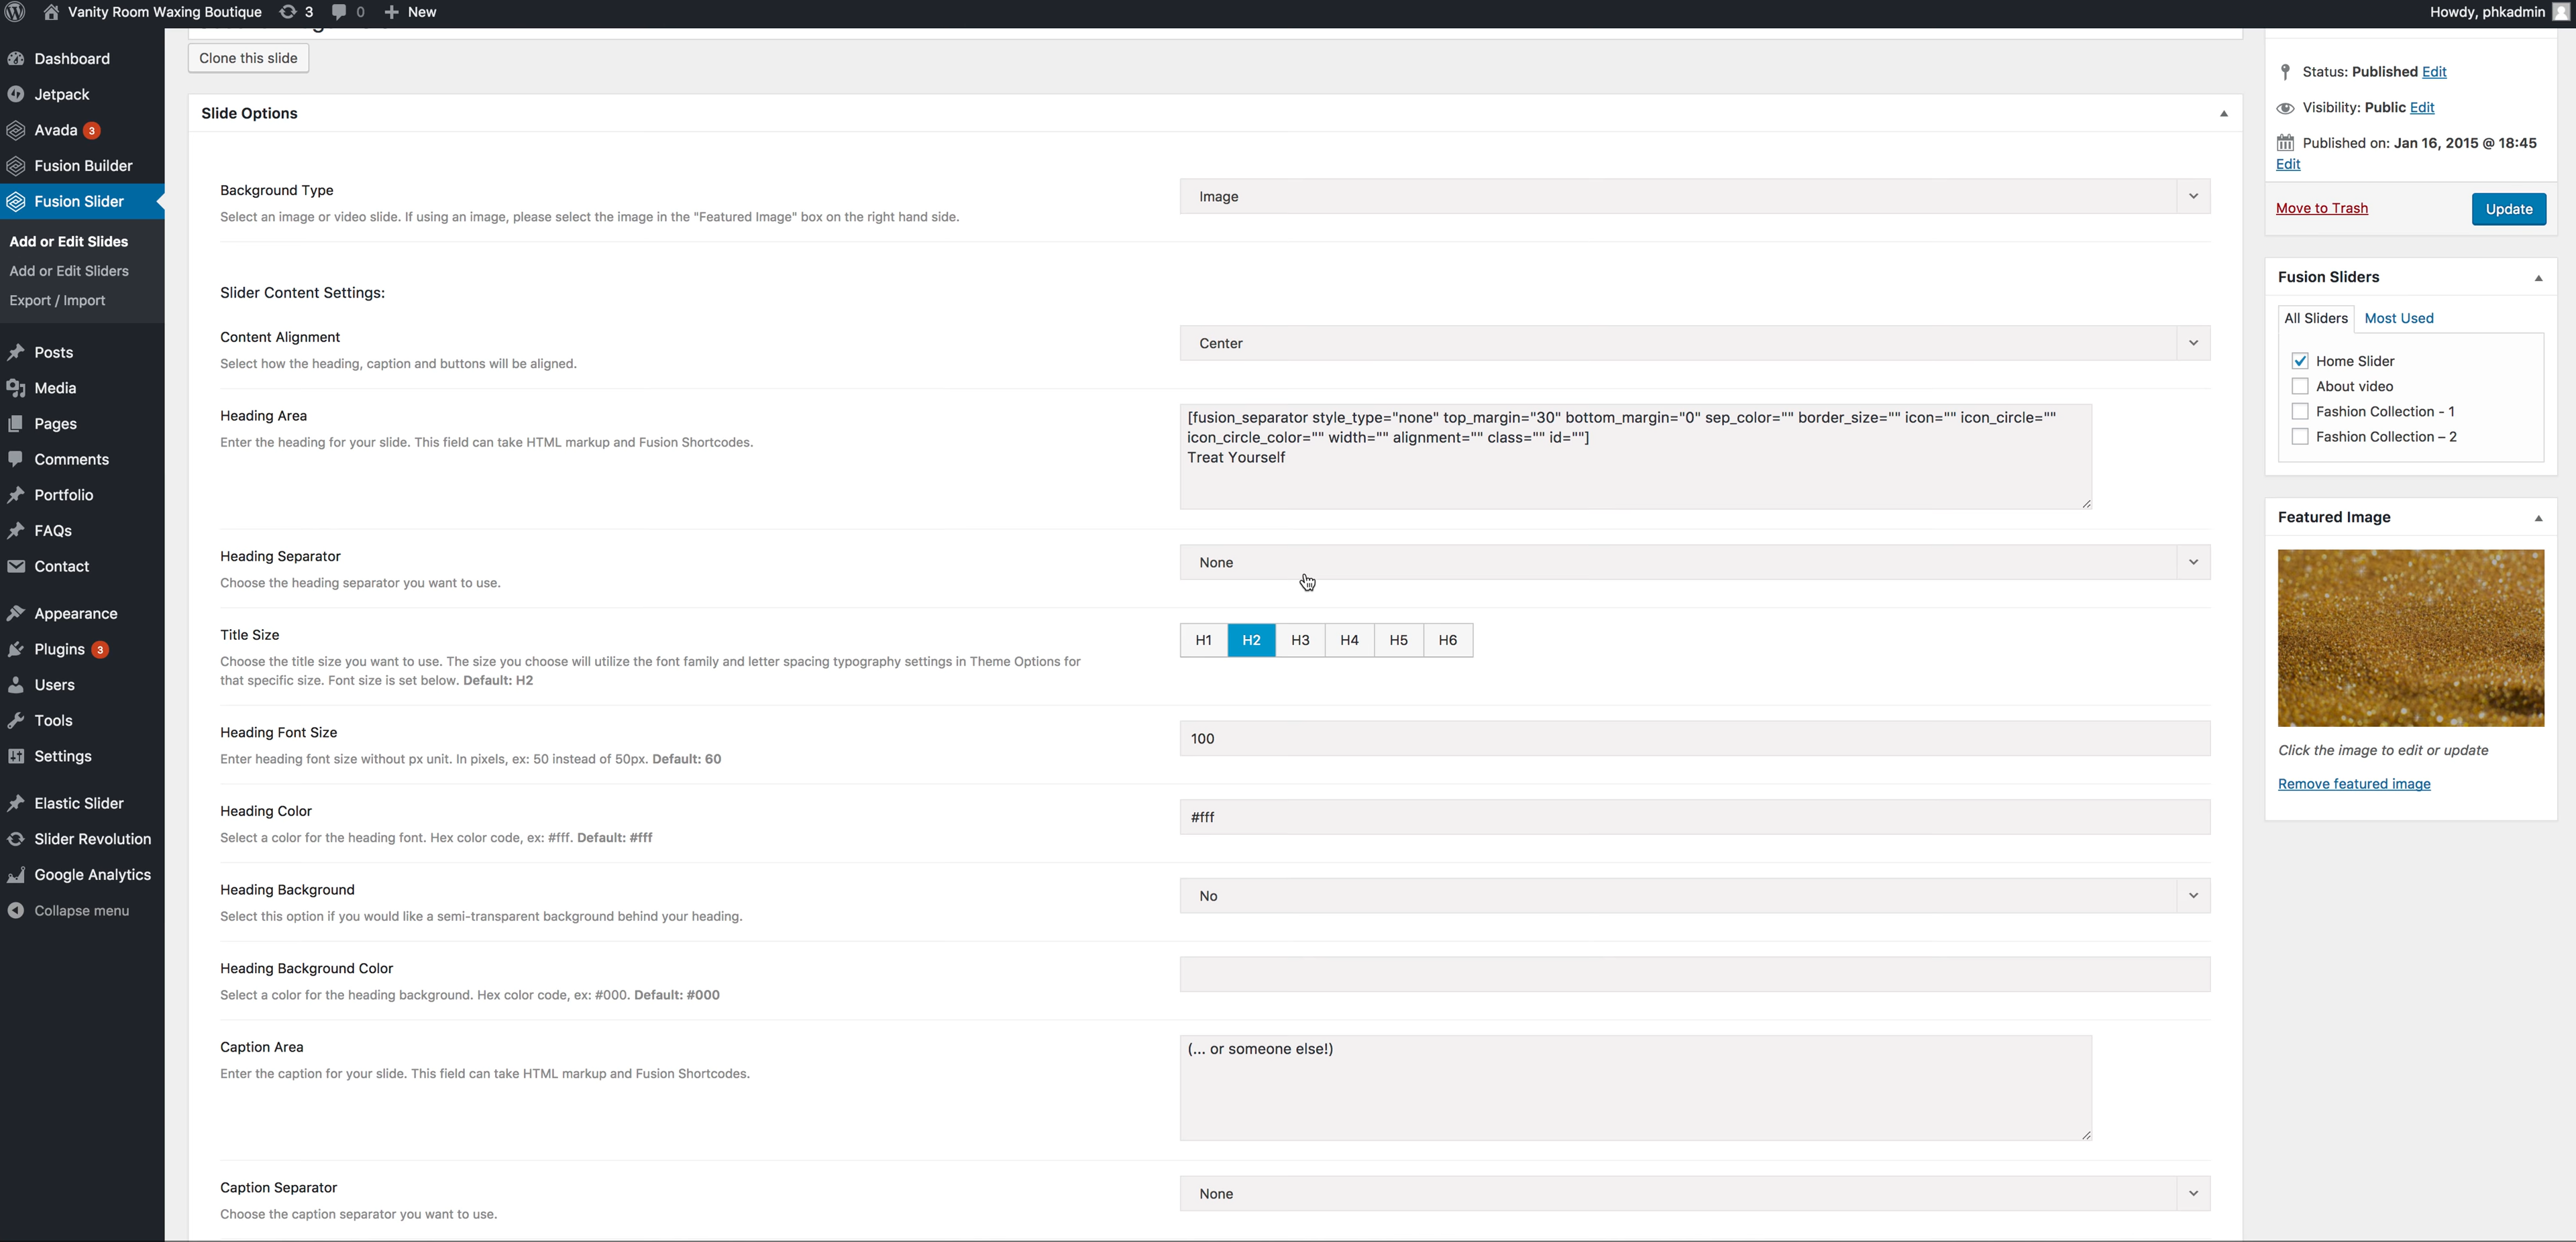 Vanity Room Waxing Boutique 3 0 New Howdy, phkadmin
Dashboard
Jetpack
Avada 3
Fusion Builder
Fusion Slider
Add or Edit Slides
Add or Edit Sliders
Export / Import
Posts
Media
Pages
Comments
Portfolio
FAQs
Contact
Appearance
Plugins 3
Users
Tools
Settings
Elastic Slider
Slider Revolution
Google Analytics
Collapse menu
Clone this slide
Slide Options
Background Type
Select an image or video slide. If using an image, please select the image in the "Featured Image" box on the right hand side.
Image
Slider Content Settings:
Content Alignment
Select how the heading, caption and buttons will be aligned.
Center
Heading Area
Enter the heading for your slide. This field can take HTML markup and Fusion Shortcodes.
[fusion_separator style_type="none" top_margin="30" bottom_margin="0" sep_color="" border_size="" icon="" icon_circle=""
icon_circle_color="" width="" alignment="" class="" id=""]
Treat Yourself
Heading Separator
Choose the heading separator you want to use.
None
Title Size
Choose the title size you want to use. The size you choose will utilize the font family and letter spacing typography settings in Theme Options for
that specific size. Font size is set below. Default: H2
H1 H2 H3 H4 H5 H6
Heading Font Size
Enter heading font size without px unit. In pixels, ex: 50 instead of 50px. Default: 60
100
Heading Color
Select a color for the heading font. Hex color code, ex: #fff. Default: #fff
#fff
Heading Background
Select this option if you would like a semi-transparent background behind your heading.
No
Heading Background Color
Select a color for the heading background. Hex color code, ex: #000. Default: #000
Caption Area
Enter the caption for your slide. This field can take HTML markup and Fusion Shortcodes.
(... or someone else!)
Caption Separator
Choose the caption separator you want to use.
None
Status: Published Edit
Visibility: Public Edit
Published on: Jan 16, 2015 @ 18:45
Edit
Move to Trash
Update
Fusion Sliders
All Sliders Most Used
Home Slider
About video
Fashion Collection - 1
Fashion Collection – 2
Featured Image
Click the image to edit or update
Remove featured image